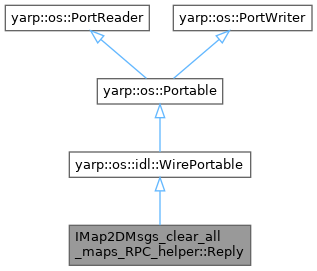 yarp::os::PortReader
yarp::os::PortWriter
yarp::os::Portable
yarp::os::idl::WirePortable
IMap2DMsgs_clear_all
_maps_RPC_helper::Reply